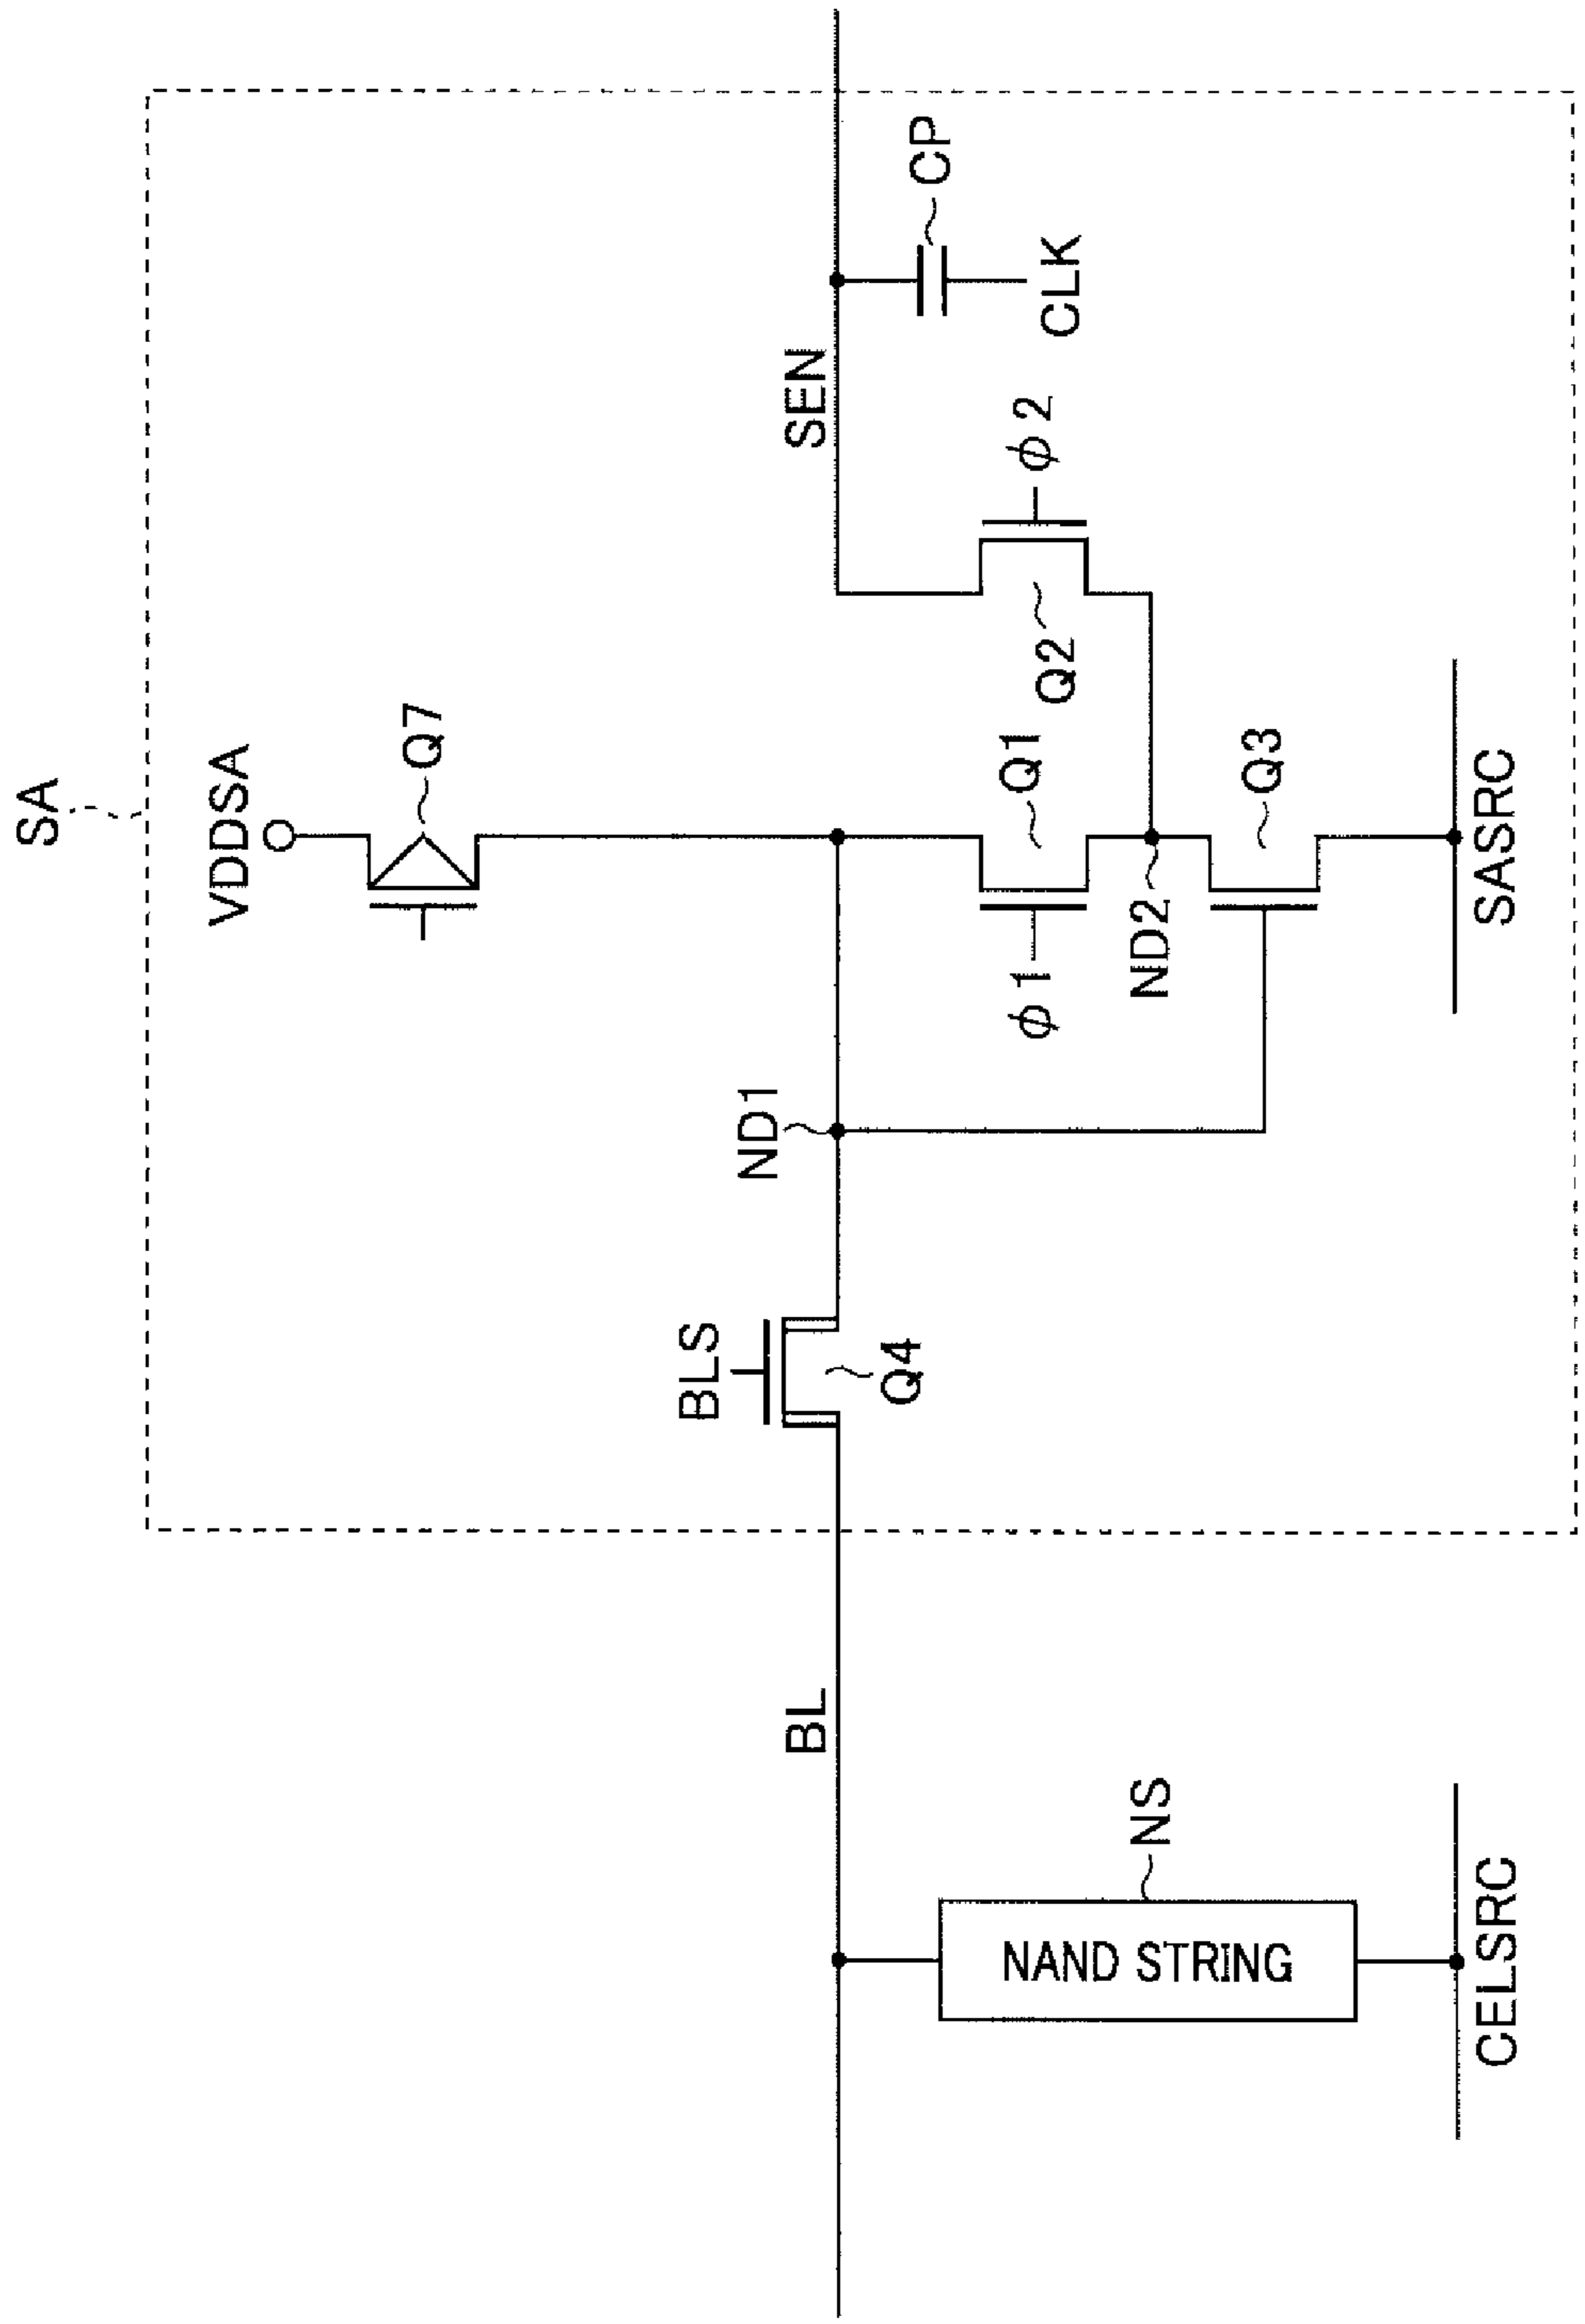 SA
VDDSA
Q7
BLS
Q4
ND1
SEN
CP
CLK
φ1
Q1
Q2
φ2
ND2
Q3
SASRC
BL
NS
NAND STRING
CELSRC